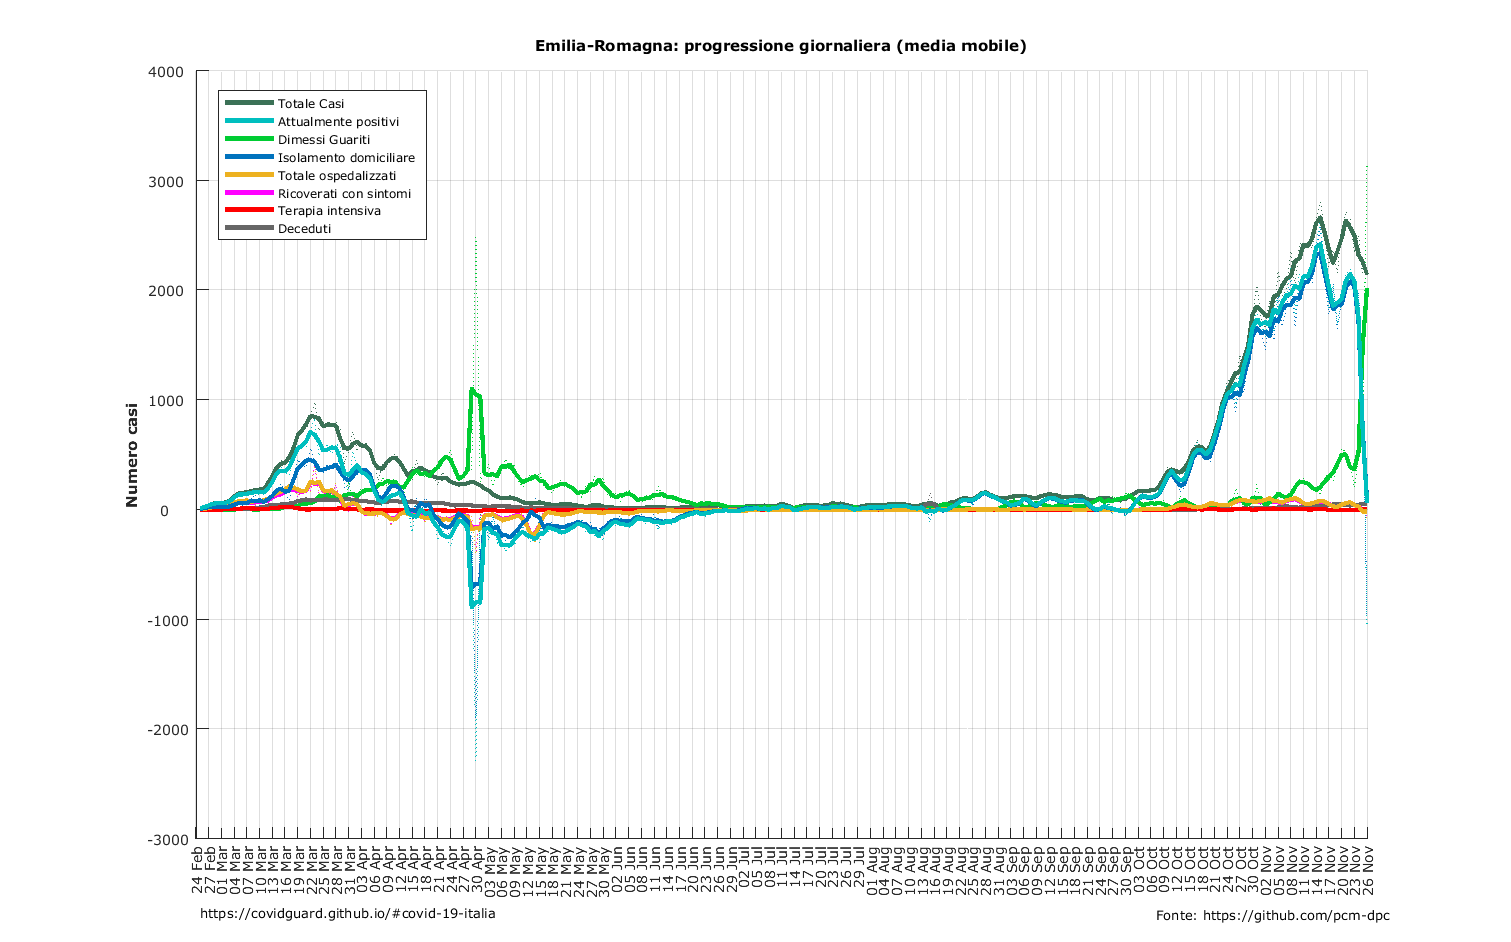 Emilia-Romagna: progressione giornaliera (media mobile)
4000
3000
2000
1000
0
-1000
-2000
-3000
Numero casi
Totale Casi
Attualmente positivi
Dimessi Guariti
Isolamento domiciliare
Totale ospedalizzati
Ricoverati con sintomi
Terapia intensiva
Deceduti
24 Feb
27 Feb
01 Mar
04 Mar
07 Mar
10 Mar
13 Mar
16 Mar
19 Mar
22 Mar
25 Mar
28 Mar
31 Mar
03 Apr
06 Apr
09 Apr
12 Apr
15 Apr
18 Apr
21 Apr
24 Apr
27 Apr
30 Apr
03 May
06 May
09 May
12 May
15 May
18 May
21 May
24 May
27 May
30 May
02 Jun
05 Jun
08 Jun
11 Jun
14 Jun
17 Jun
20 Jun
23 Jun
26 Jun
29 Jun
02 Jul
05 Jul
08 Jul
11 Jul
14 Jul
17 Jul
20 Jul
23 Jul
26 Jul
29 Jul
01 Aug
04 Aug
07 Aug
10 Aug
13 Aug
16 Aug
19 Aug
22 Aug
25 Aug
28 Aug
31 Aug
03 Sep
06 Sep
09 Sep
12 Sep
15 Sep
18 Sep
21 Sep
24 Sep
27 Sep
30 Sep
03 Oct
06 Oct
09 Oct
12 Oct
15 Oct
18 Oct
21 Oct
24 Oct
27 Oct
30 Oct
02 Nov
05 Nov
08 Nov
11 Nov
14 Nov
17 Nov
20 Nov
23 Nov
26 Nov
https://covidguard.github.io/#covid-19-italia
Fonte: https://github.com/pcm-dpc